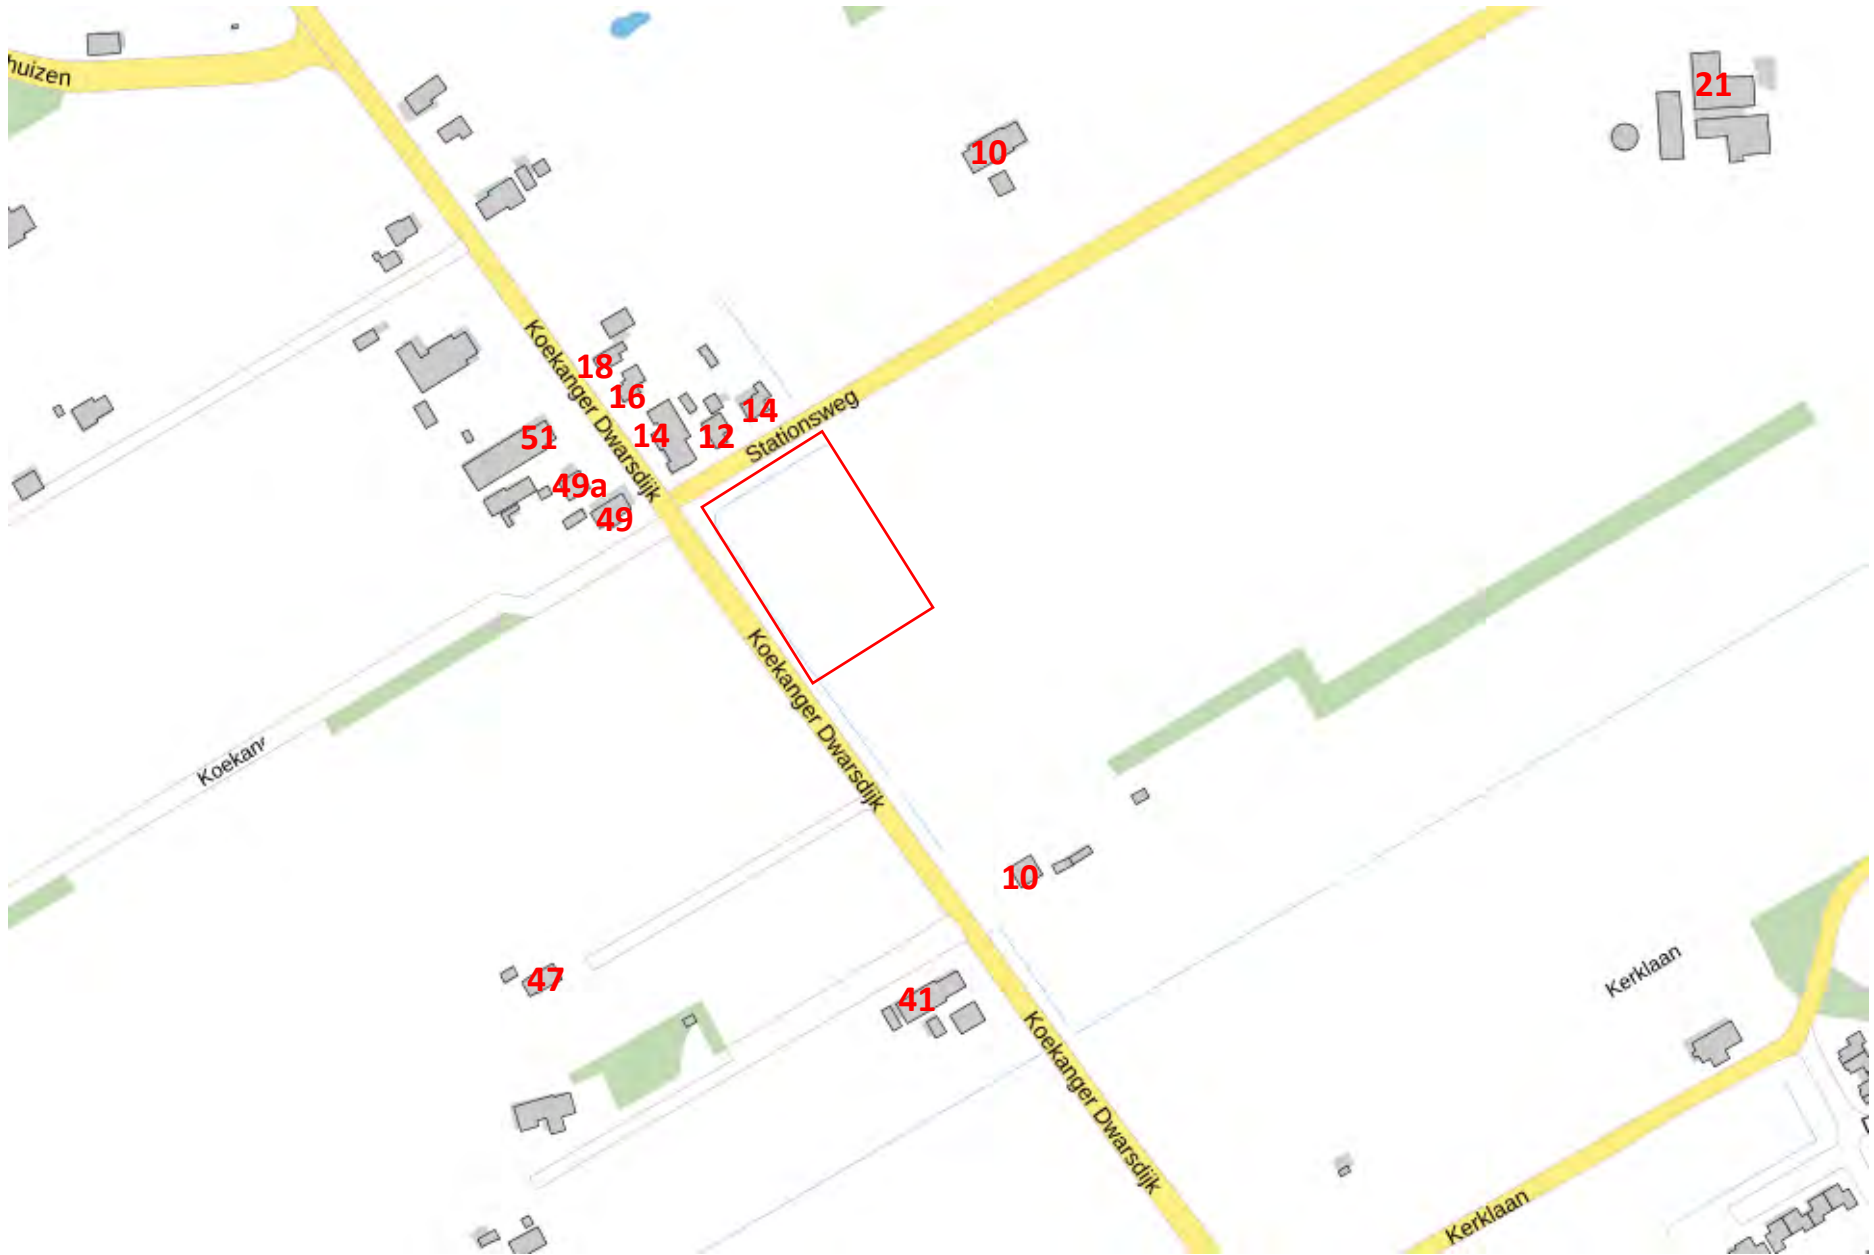 huizen
21
10
Koekanger Dwarsdijk
18
16
14
12
14
Stationsweg
51
49a
49
Koekanger Dwarsdijk
Koekan
10
47
41
Kerklaan
Koekanger Dwarsdijk
Kerklaan